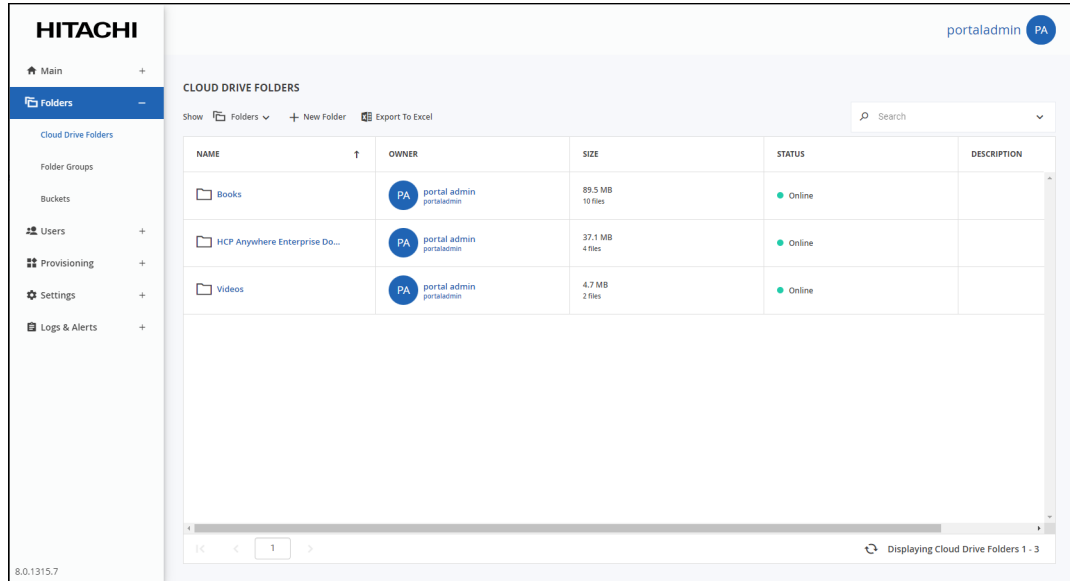 HITACHI
portaladmin PA
Main +
Folders −
Cloud Drive Folders
Folder Groups
Buckets
Users +
Provisioning +
Settings +
Logs & Alerts +
8.0.1315.7
CLOUD DRIVE FOLDERS
Show Folders + New Folder Export To Excel Search
NAME ↑ OWNER SIZE STATUS DESCRIPTION
Books PA portal admin 89.5 MB Online
portaladmin 10 files
HCP Anywhere Enterprise Do... PA portal admin 37.1 MB Online
portaladmin 4 files
Videos PA portal admin 4.7 MB Online
portaladmin 2 files
1 Displaying Cloud Drive Folders 1 - 3